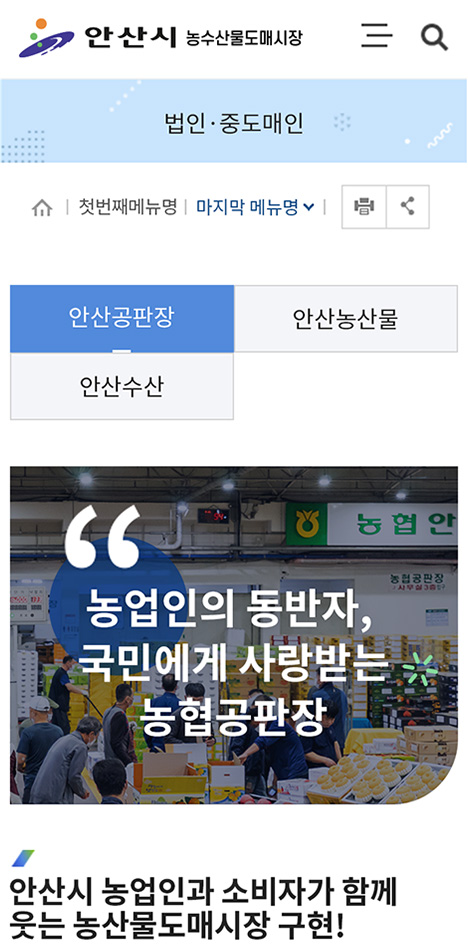 안산시 농수산물도매시장
법인·중도매인
첫번째메뉴명
마지막 메뉴명
안산공판장
안산농산물
안산수산
농협안
농협공판장
“
농업인의 동반자,
국민에게 사랑받는
농협공판장
안산시 농업인과 소비자가 함께
웃는 농산물도매시장 구현!